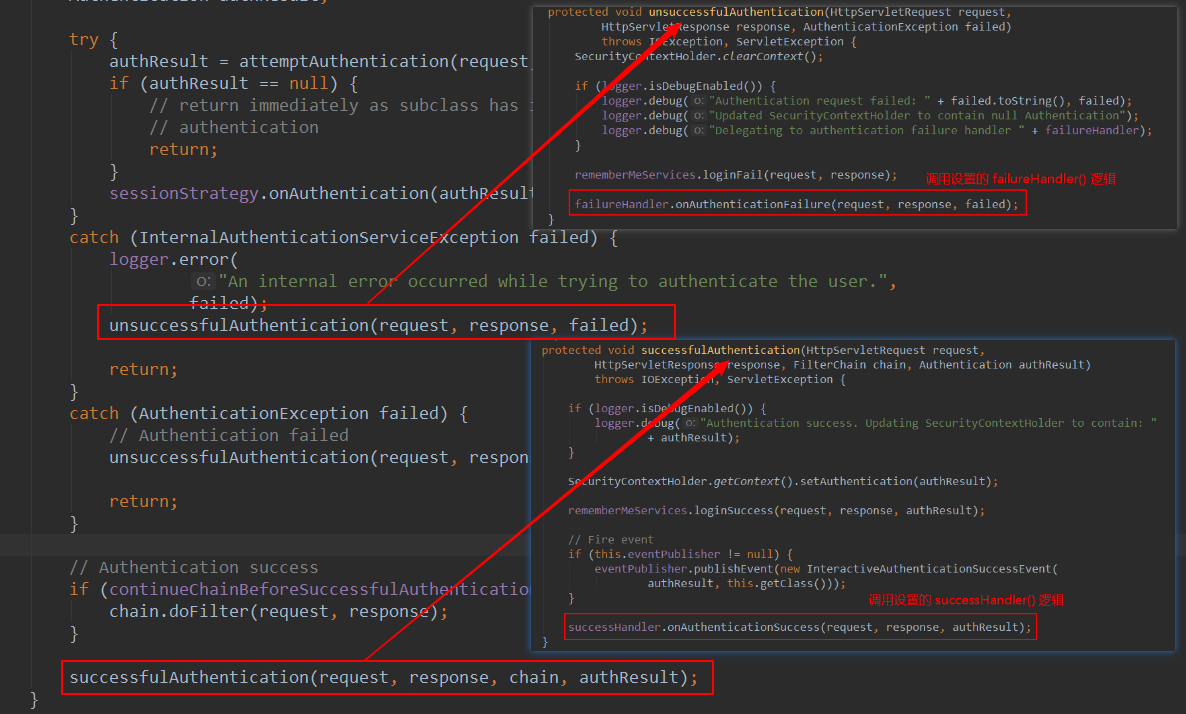 try {
authResult = attemptAuthentication(request,
if (authResult == null) {
// return immediately as subclass has
// authentication
return;
}
sessionStrategy.onAuthentication(authResult
}
catch (InternalAuthenticationServiceException failed) {
logger.error(
o: "An internal error occurred while trying to authenticate the user.",
failed);
unsuccessfulAuthentication(request, response, failed);
return;
}
catch (AuthenticationException failed) {
// Authentication failed
unsuccessfulAuthentication(request, respon
return;
}
// Authentication success
if (continueChainBeforeSuccessfulAuthentication
chain.doFilter(request, response);
}
successfulAuthentication(request, response, chain, authResult);
}
protected void unsuccessfulAuthentication(HttpServletRequest request,
HttpServletResponse response, AuthenticationException failed)
throws IOException, ServletException {
SecurityContextHolder.clearContext();
if (logger.isDebugEnabled()) {
logger.debug( o: "Authentication request failed: " + failed.toString(), failed);
logger.debug( o: "Updated SecurityContextHolder to contain null Authentication");
logger.debug( o: "Delegating to authentication failure handler " + failureHandler);
}
rememberMeServices.loginFail(request, response);
调用设置的 failureHandler() 逻辑
failureHandler.onAuthenticationFailure(request, response, failed);
}
protected void successfulAuthentication(HttpServletRequest request,
HttpServletResponse response, FilterChain chain, Authentication authResult)
throws IOException, ServletException {
if (logger.isDebugEnabled()) {
logger.debug( o: "Authentication success. Updating SecurityContextHolder to contain: "
+ authResult);
}
SecurityContextHolder.getContext().setAuthentication(authResult);
rememberMeServices.loginSuccess(request, response, authResult);
// Fire event
if (this.eventPublisher != null) {
eventPublisher.publishEvent(new InteractiveAuthenticationSuccessEvent(
authResult, this.getClass()));
}
调用设置的 successHandler() 逻辑
successHandler.onAuthenticationSuccess(request, response, authResult);
}